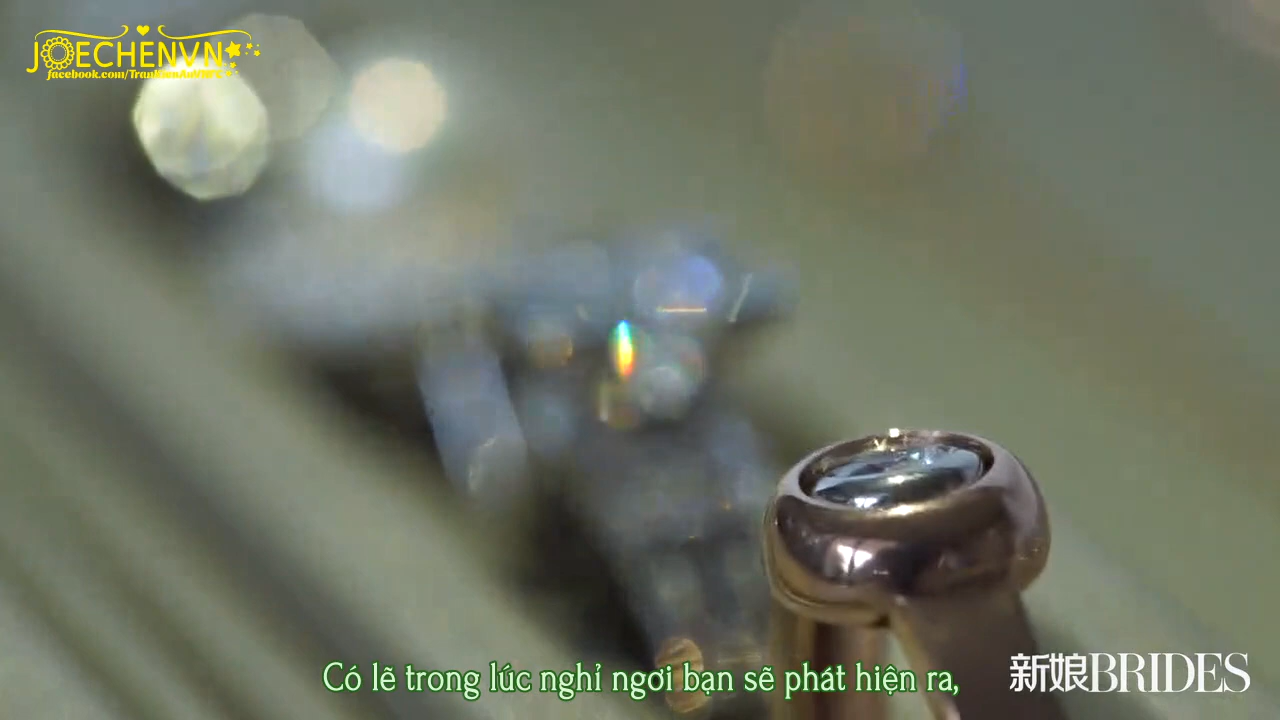 JOECHENVN
Có lẽ trong lúc nghỉ ngơi bạn sẽ phát hiện ra,
新娘BRIDES